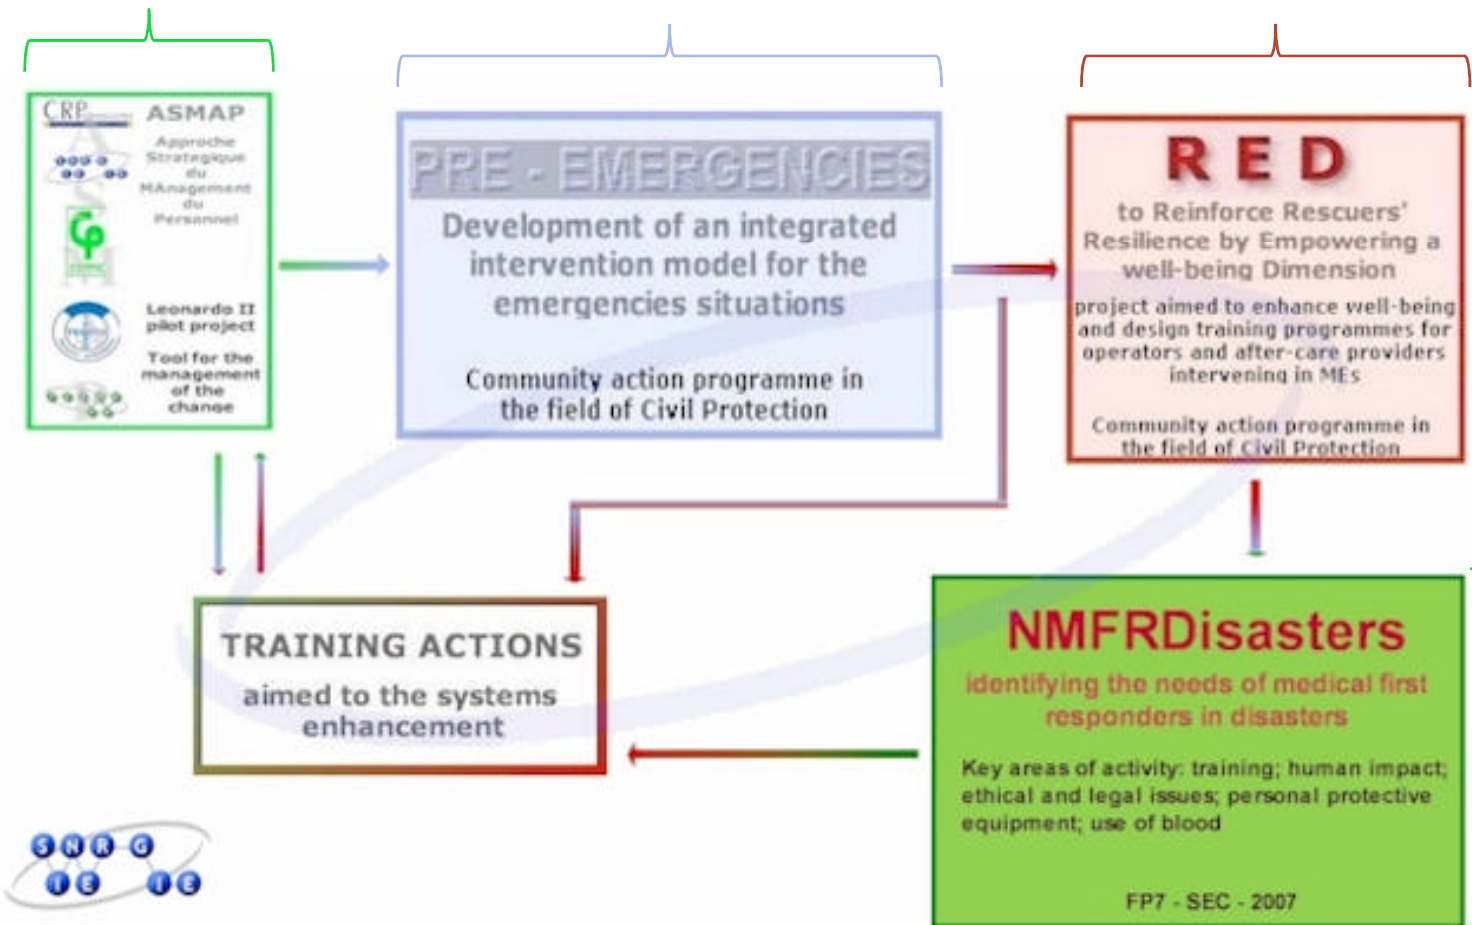 CRP
ASMAP
Approche
Strategique
du
MAnagement
du
Personnel
Leonardo II
pilot project
Tool for the
management
of the
change
PRE - EMERGENCIES
Development of an integrated
intervention model for the
emergencies situations
Community action programme in
the field of Civil Protection
RED
to Reinforce Rescuers'
Resilience by Empowering a
well-being Dimension
project aimed to enhance well-being
and design training programmes for
operators and after-care providers
intervening in MEs
Community action programme in
the field of Civil Protection
TRAINING ACTIONS
aimed to the systems
enhancement
NMFRDisasters
identifying the needs of medical first
responders in disasters
Key areas of activity: training; human impact;
ethical and legal issues; personal protective
equipment; use of blood
FP7 - SEC - 2007
S N R G
I E I E